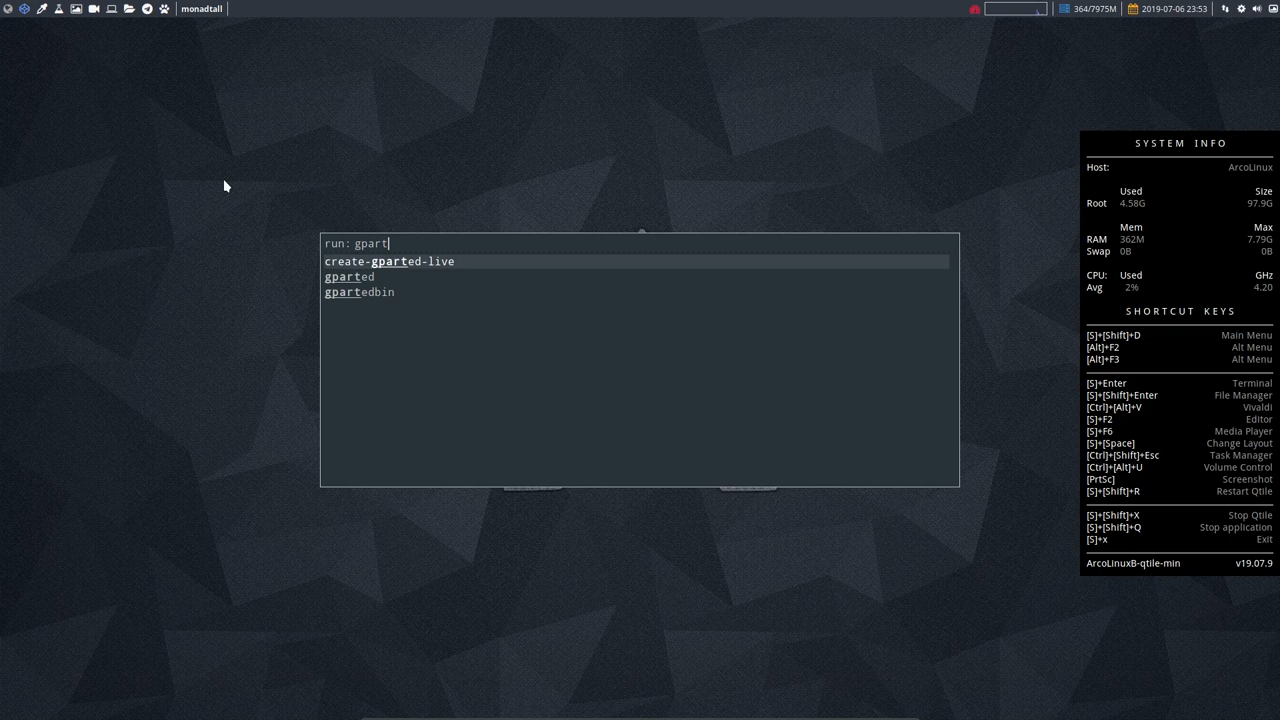 monadtall
364/7975M
2019-07-06 23:53
run: gpart
create-gparted-live
gparted
gpartedbin
SYSTEM INFO
Host: ArcoLinux
Used Size
Root 4.58G 97.9G
Mem Max
RAM 362M 7.79G
Swap 0B 0B
CPU: Used GHz
Avg 2% 4.20
SHORTCUT KEYS
[S]+[Shift]+D Main Menu
[Alt]+F2 Alt Menu
[Alt]+F3 Alt Menu
[S]+Enter Terminal
[S]+[Shift]+Enter File Manager
[Ctrl]+[Alt]+V Vivaldi
[S]+F2 Editor
[S]+F6 Media Player
[S]+[Space] Change Layout
[Ctrl]+[Shift]+Esc Task Manager
[Ctrl]+[Alt]+U Volume Control
[PrtSc] Screenshot
[S]+[Shift]+R Restart Qtile
[S]+[Shift]+X Stop Qtile
[S]+[Shift]+Q Stop application
[S]+x Exit
ArcoLinuxB-qtile-min v19.07.9